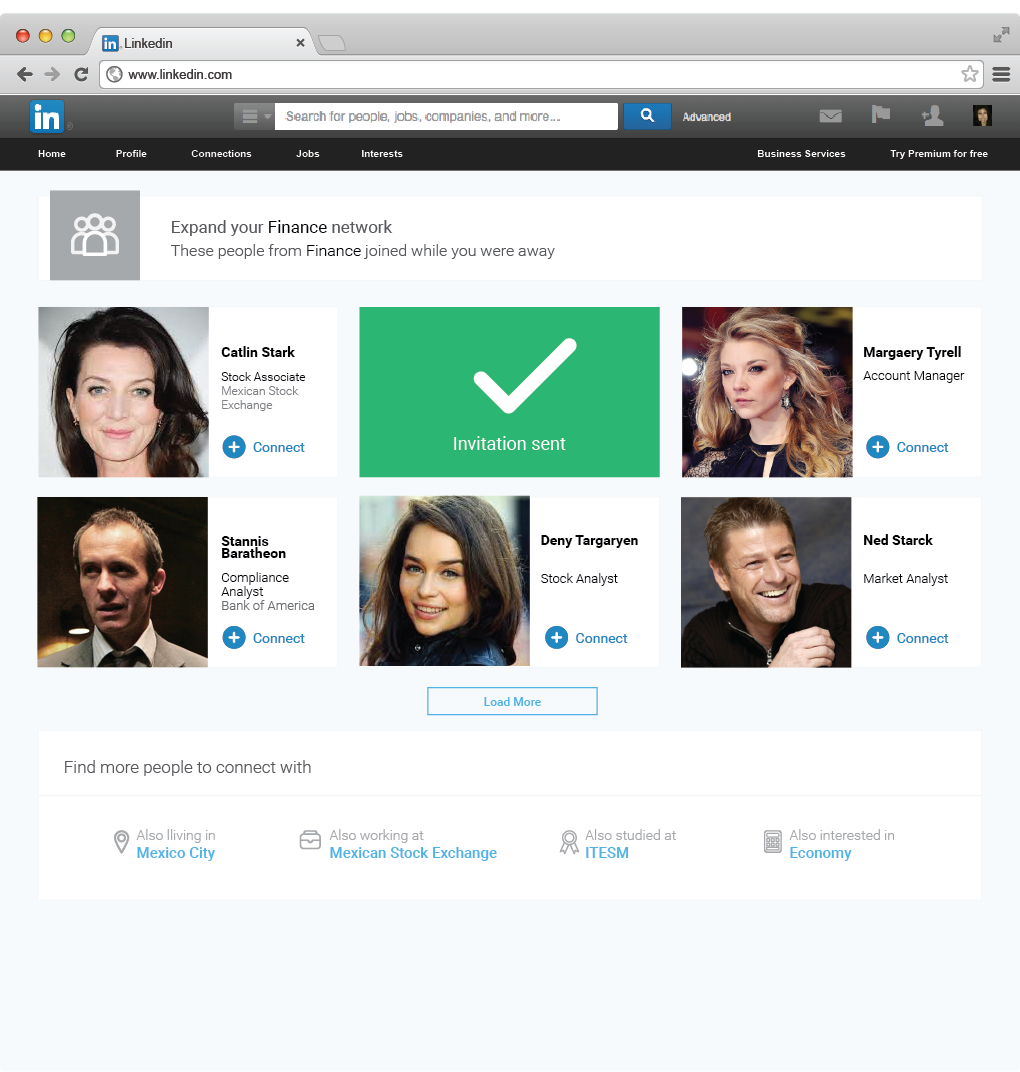 in Linkedin
www.linkedin.com
in Search for people, jobs, companies, and more... Advanced
Home Profile Connections Jobs Interests Business Services Try Premium for free
Expand your Finance network
These people from Finance joined while you were away
Catlin Stark
Stock Associate
Mexican Stock
Exchange
Connect
Invitation sent
Margaery Tyrell
Account Manager
Connect
Stannis
Baratheon
Compliance
Analyst
Bank of America
Connect
Deny Targaryen
Stock Analyst
Connect
Ned Starck
Market Analyst
Connect
Load More
Find more people to connect with
Also lliving in
Mexico City
Also working at
Mexican Stock Exchange
Also studied at
ITESM
Also interested in
Economy